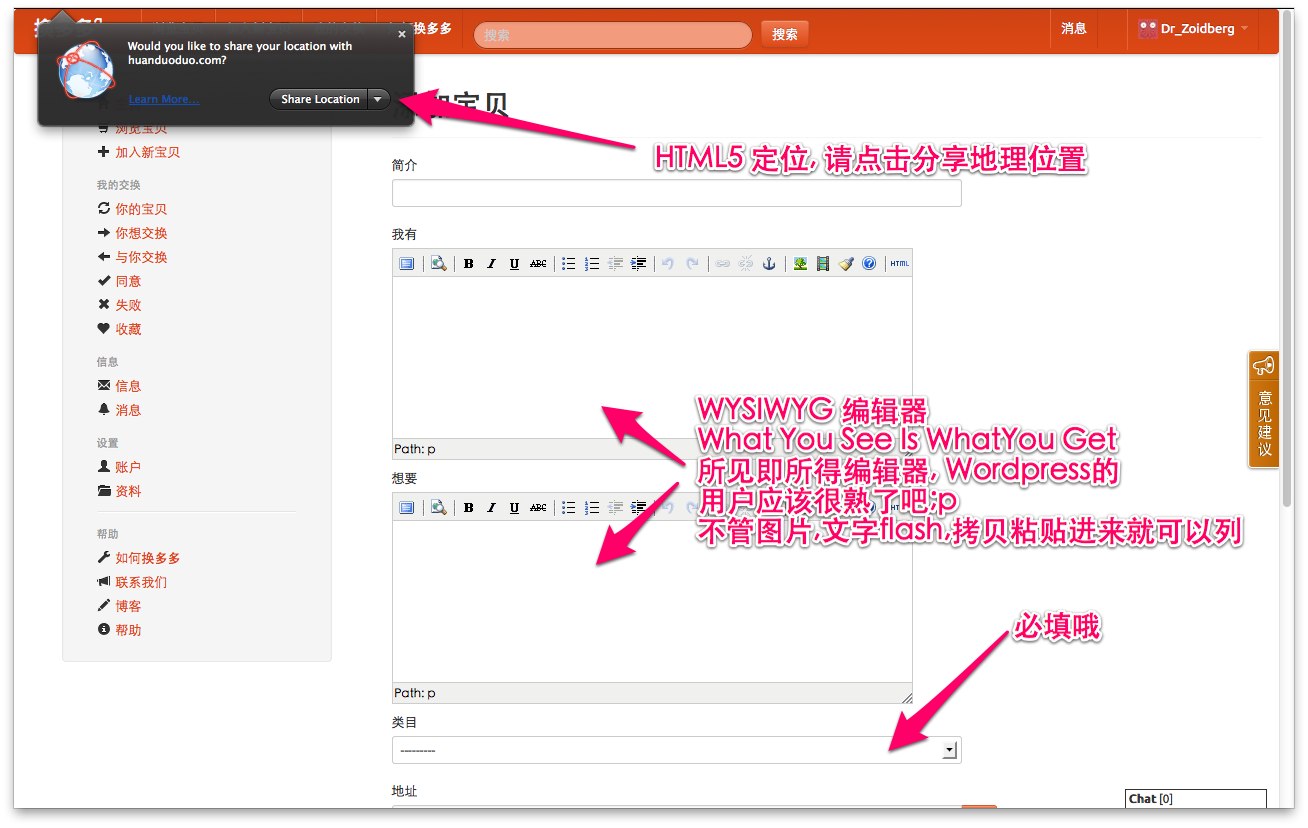 换多多
搜索
搜索
消息
Dr_Zoidberg
Would you like to share your location with
huanduoduo.com?
Learn More...
Share Location
宝贝
HTML5 定位, 请点击分享地理位置
浏览宝贝
加入新宝贝
我的交换
你的宝贝
你想交换
与你交换
同意
失败
收藏
信息
信息
消息
设置
账户
资料
帮助
如何换多多
联系我们
博客
帮助
简介
我有
B I U ABC HTML
Path: p
WYSIWYG 编辑器
What You See Is WhatYou Get
所见即所得编辑器, Wordpress的
用户应该很熟了吧;p
不管图片,文字flash,拷贝粘贴进来就可以列
想要
B I U ABC
Path: p
必填哦
类目
---------
地址
意见建议
Chat [0]